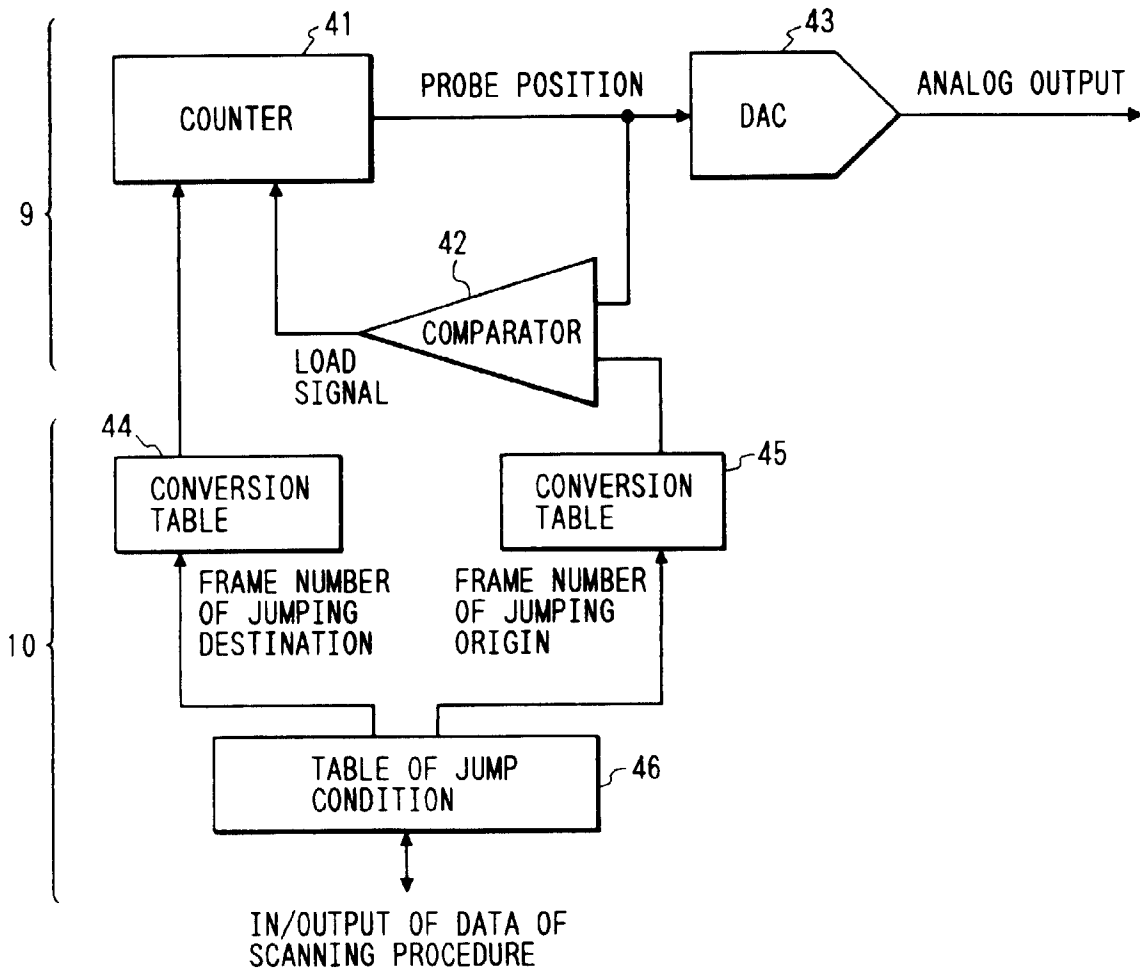 41
43
COUNTER
PROBE POSITION
DAC
ANALOG OUTPUT
9
42
COMPARATOR
LOAD
SIGNAL
44
CONVERSION
TABLE
45
CONVERSION
TABLE
FRAME NUMBER
OF JUMPING
DESTINATION
FRAME NUMBER
OF JUMPING
ORIGIN
10
TABLE OF JUMP
CONDITION
46
IN/OUTPUT OF DATA OF
SCANNING PROCEDURE